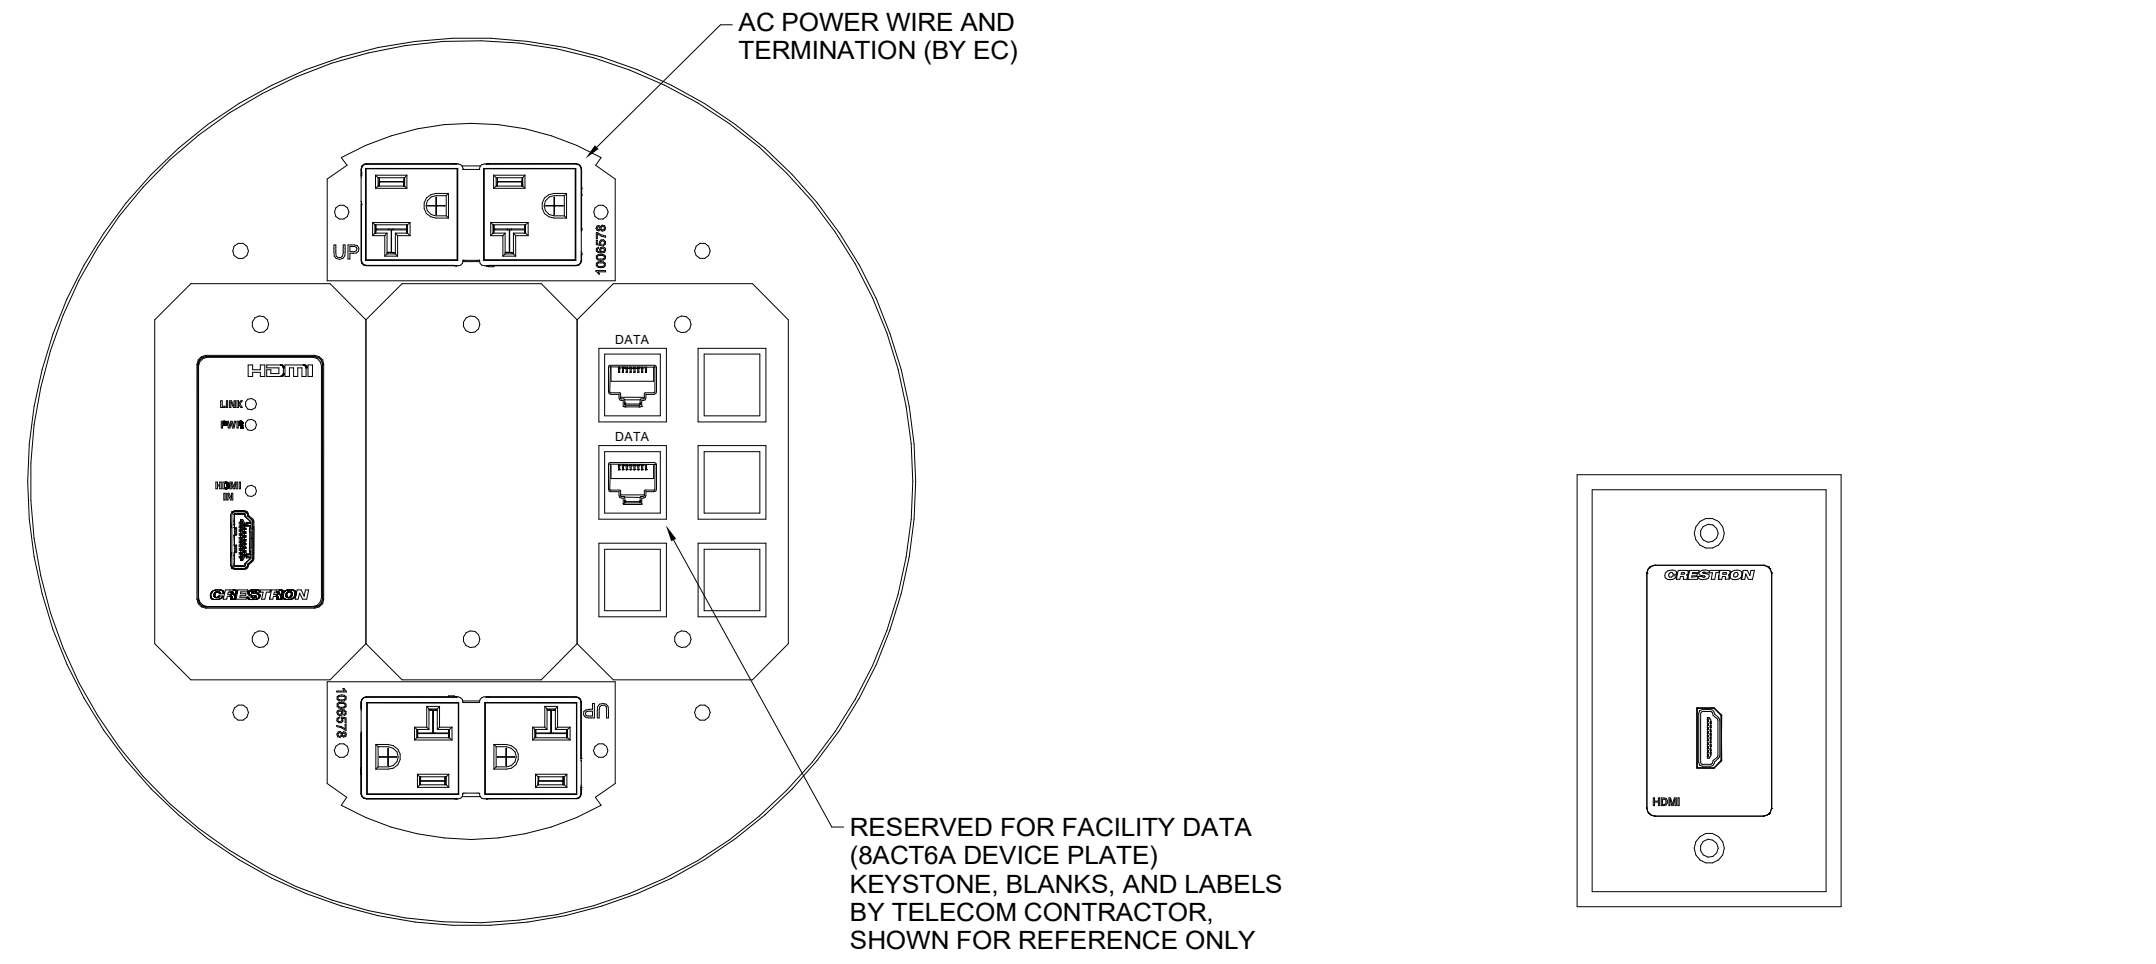 AC POWER WIRE AND
TERMINATION (BY EC)
UP
1006578
DATA
HDMI
LINK
PWR
DATA
HDMI
IN
CRESTRON
1006578
UP
RESERVED FOR FACILITY DATA
(8ACT6A DEVICE PLATE)
KEYSTONE, BLANKS, AND LABELS
BY TELECOM CONTRACTOR,
SHOWN FOR REFERENCE ONLY
CRESTRON
HDMI